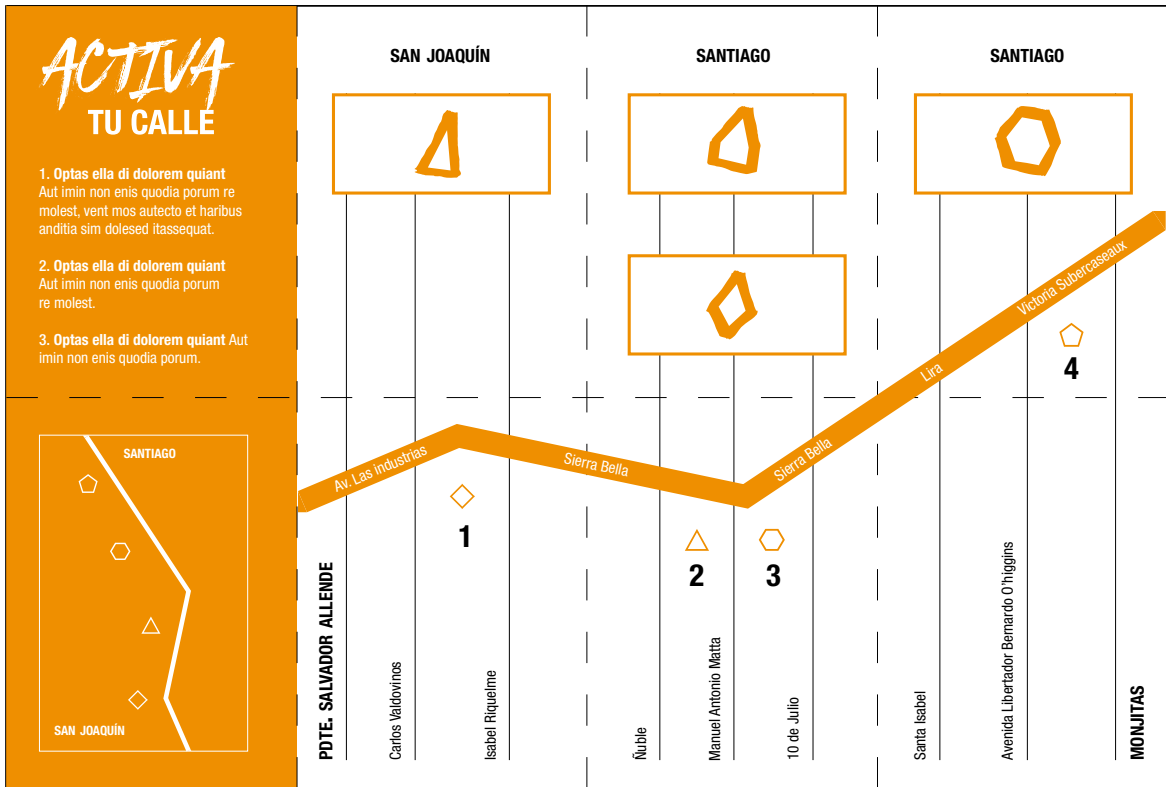 ACTIVA
TU CALLE
1. Optas ella di dolorem quiant
Aut imin non enis quodia porum re
molest, vent mos autecto et haribus
anditia sim dolesed itassequat.
2. Optas ella di dolorem quiant
Aut imin non enis quodia porum
re molest.
3. Optas ella di dolorem quiant Aut
imin non enis quodia porum.
SANTIAGO
SAN JOAQUÍN
SAN JOAQUÍN
SANTIAGO
SANTIAGO
Av. Las industrias
Sierra Bella
Sierra Bella
Lira
Victoria Subercaseaux
1
2
3
4
PDTE. SALVADOR ALLENDE
Carlos Valdovinos
Isabel Riquelme
Ñuble
Manuel Antonio Matta
10 de Julio
Santa Isabel
Avenida Libertador Bernardo O'higgins
MONJITAS